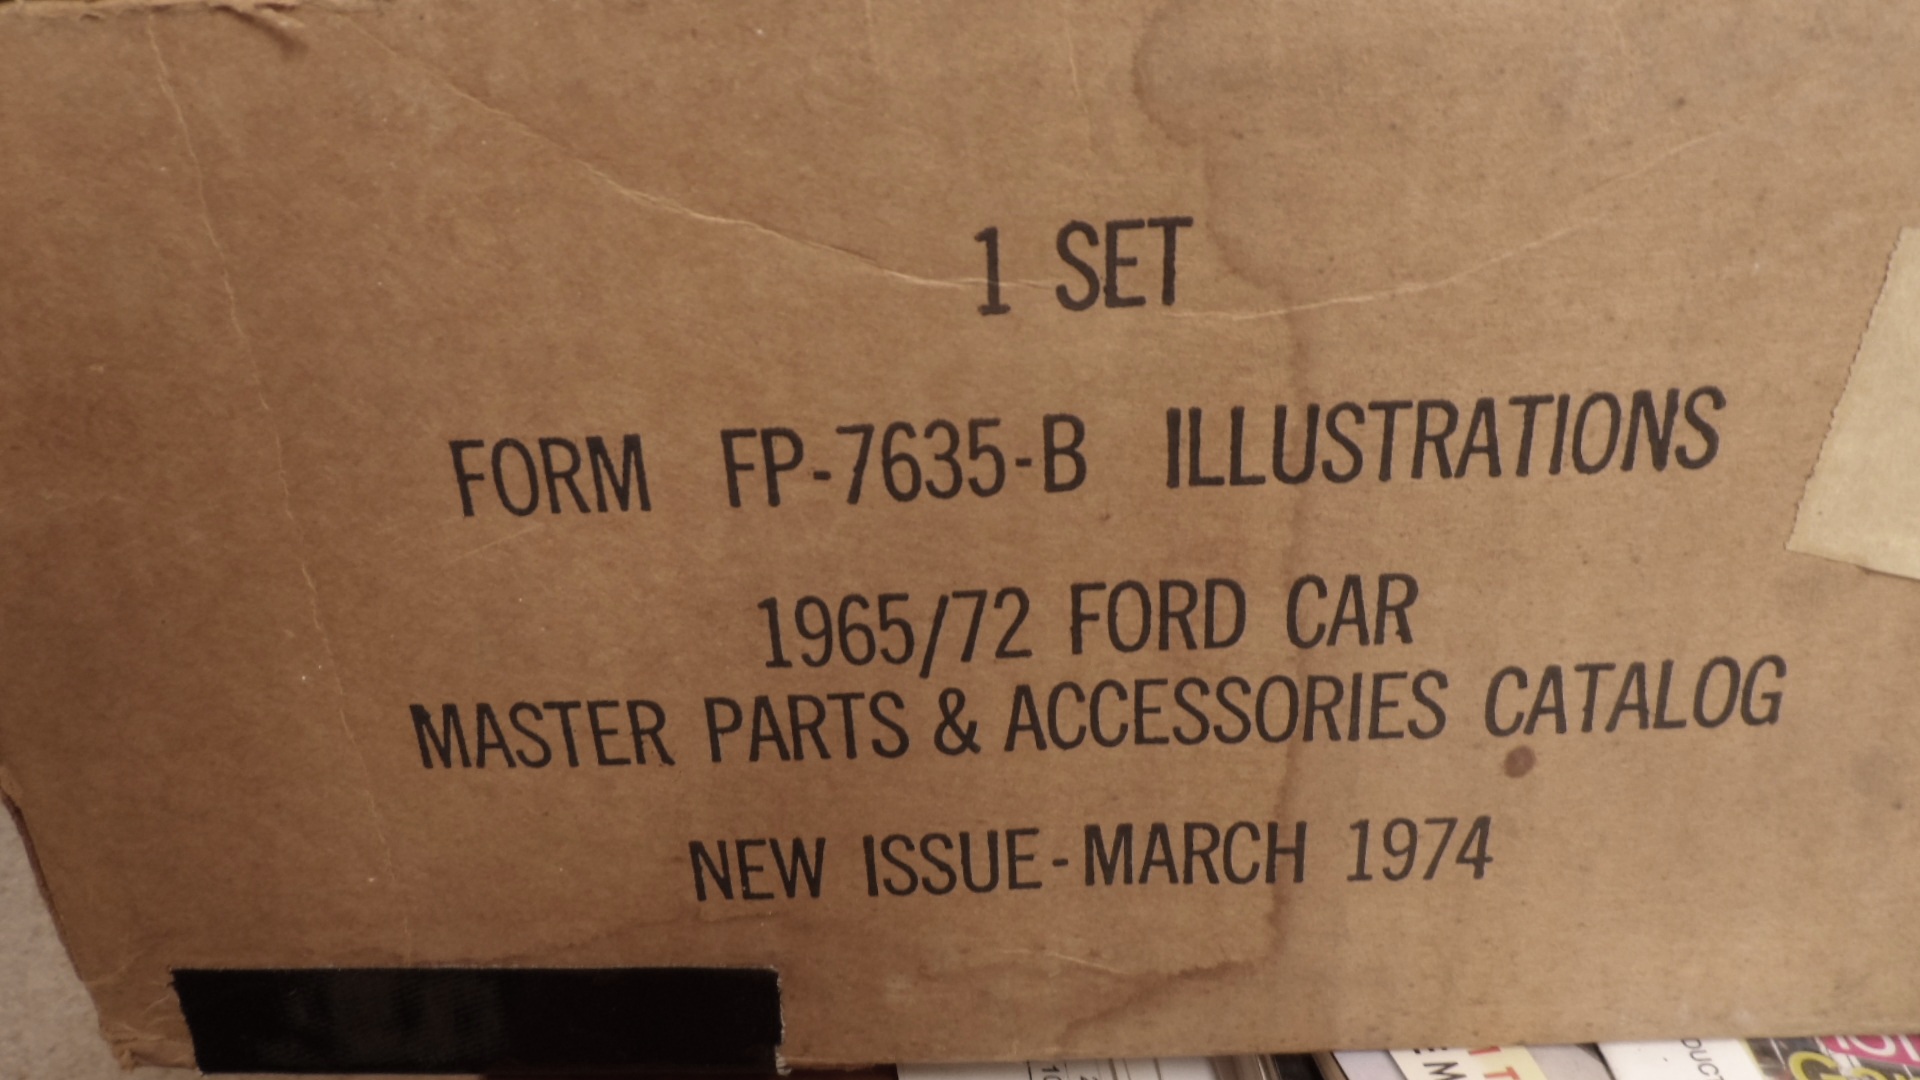 1 SET
FORM FP-7635-B ILLUSTRATIONS
1965/72 FORD CAR
MASTER PARTS & ACCESSORIES CATALOG
NEW ISSUE-MARCH 1974